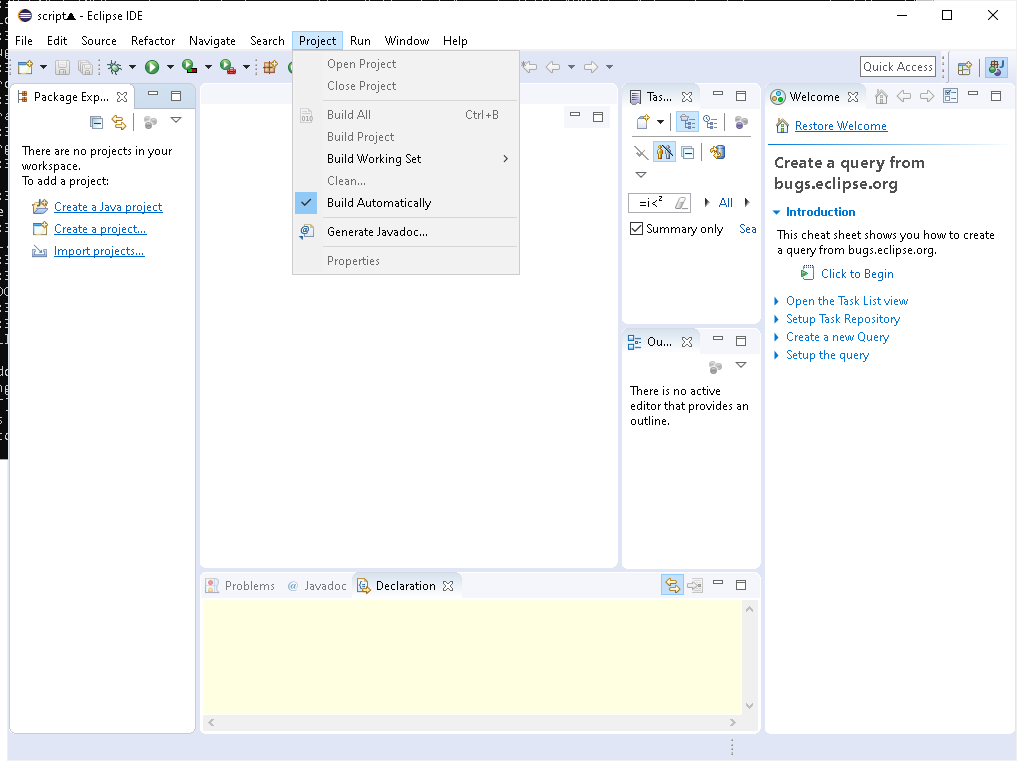 script▲ - Eclipse IDE
File Edit Source Refactor Navigate Search Project Run Window Help
Quick Access
Open Project
Close Project
Build All Ctrl+B
Build Project
Build Working Set
Clean...
Build Automatically
Generate Javadoc...
Properties
Package Exp...
There are no projects in your
workspace.
To add a project:
Create a Java project
Create a project...
Import projects...
Tas...
All
Summary only Sea
Ou...
There is no active
editor that provides an
outline.
Welcome
Restore Welcome
Create a query from
bugs.eclipse.org
Introduction
This cheat sheet shows you how to create
a query from bugs.eclipse.org.
Click to Begin
Open the Task List view
Setup Task Repository
Create a new Query
Setup the query
Problems @ Javadoc Declaration